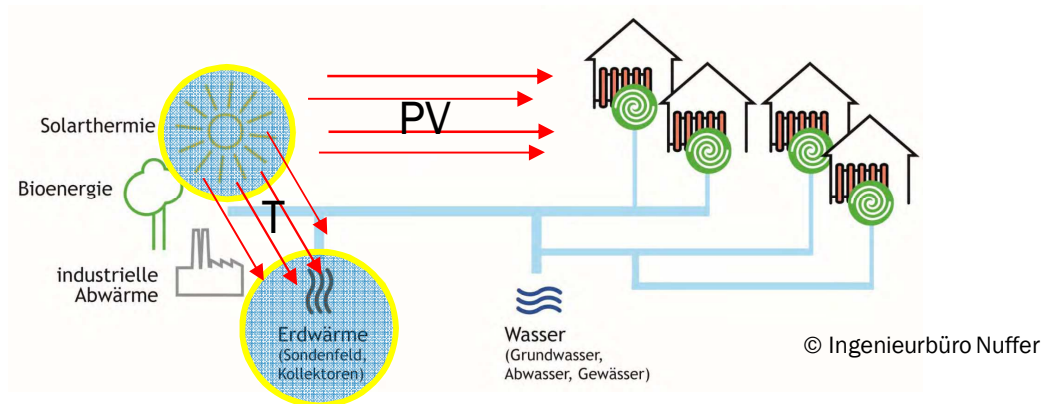 Solarthermie
PV
Bioenergie
T
industrielle
Abwärme
Erdwärme
(Sondenfeld,
Kollektoren)
Wasser
(Grundwasser,
Abwasser, Gewässer)
© Ingenieurbüro Nuffer